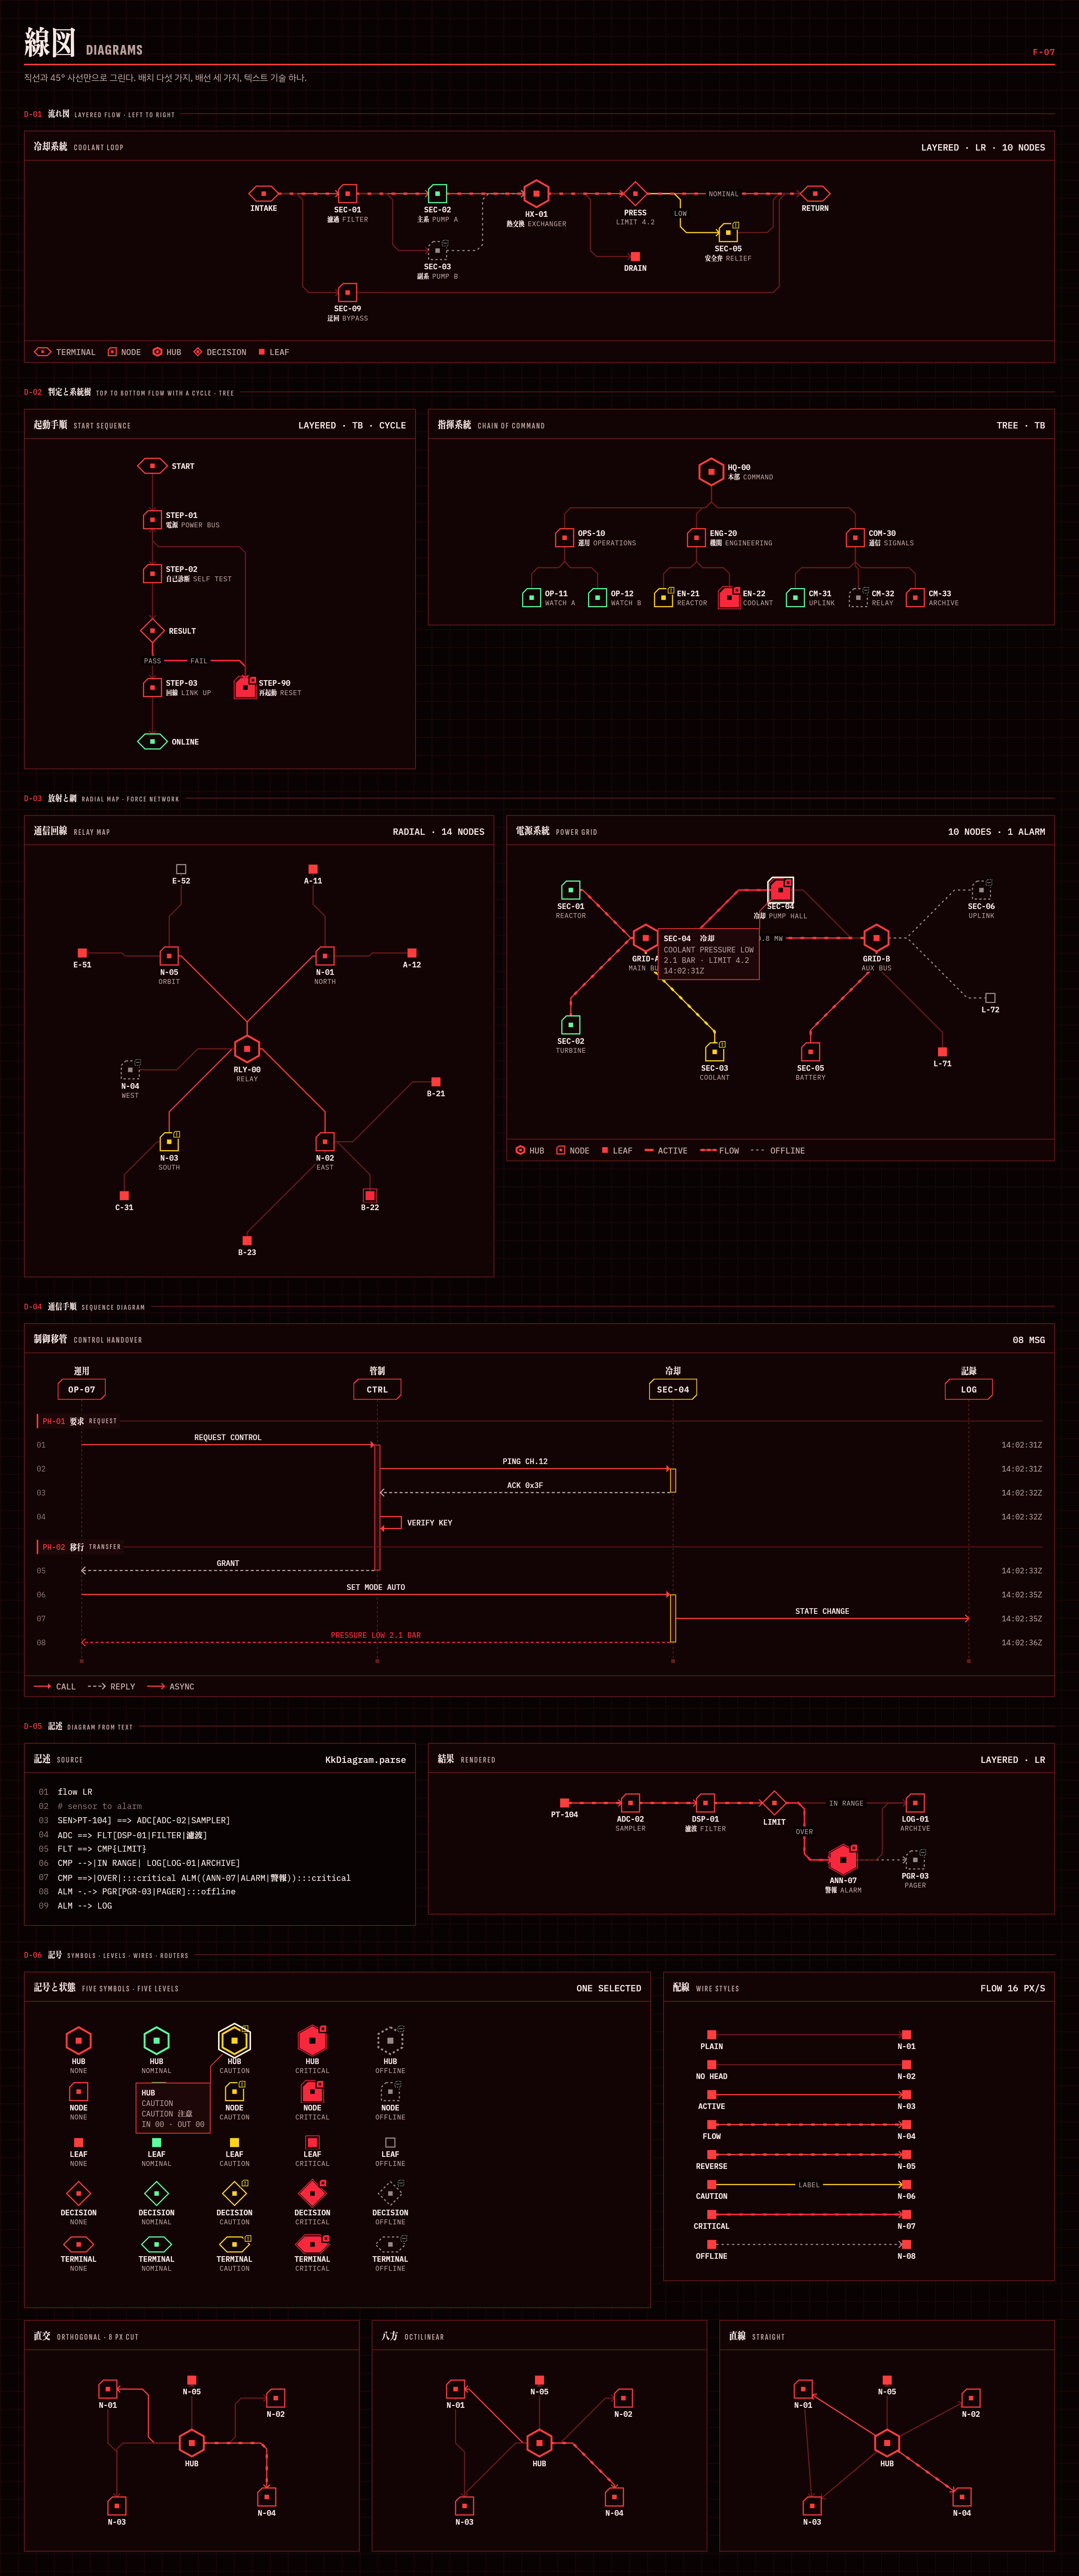 線図 DIAGRAMS
F-07
직선과 45° 사선만으로 그린다. 배치 다섯 가지, 배선 세 가지, 텍스트 기술 하나.
D-01 流れ図 LAYERED FLOW · LEFT TO RIGHT
冷却系統 COOLANT LOOP
LAYERED · LR · 10 NODES
INTAKE
SEC-01
濾過 FILTER
SEC-02
主系 PUMP A
HX-01
熱交換 EXCHANGER
PRESS
LIMIT 4.2
NOMINAL
RETURN
LOW
SEC-05
安全弁 RELIEF
SEC-03
副系 PUMP B
DRAIN
SEC-09
迂回 BYPASS
TERMINAL NODE HUB DECISION LEAF
D-02 判定と系統樹 TOP TO BOTTOM FLOW WITH A CYCLE · TREE
起動手順 START SEQUENCE
LAYERED · TB · CYCLE
START
STEP-01
電源 POWER BUS
STEP-02
自己診断 SELF TEST
RESULT
PASS
FAIL
STEP-03
回線 LINK UP
STEP-90
再起動 RESET
ONLINE
指揮系統 CHAIN OF COMMAND
TREE · TB
HQ-00
本部 COMMAND
OPS-10
運用 OPERATIONS
ENG-20
機関 ENGINEERING
COM-30
通信 SIGNALS
OP-11
WATCH A
OP-12
WATCH B
EN-21
REACTOR
EN-22
COOLANT
CM-31
UPLINK
CM-32
RELAY
CM-33
ARCHIVE
D-03 放射と網 RADIAL MAP · FORCE NETWORK
通信回線 RELAY MAP
RADIAL · 14 NODES
E-52
A-11
E-51
N-05
ORBIT
N-01
NORTH
A-12
RLY-00
RELAY
N-04
WEST
B-21
N-03
SOUTH
N-02
EAST
C-31
B-22
B-23
電源系統 POWER GRID
10 NODES · 1 ALARM
SEC-01
REACTOR
SEC-04
冷却 PUMP HALL
SEC-06
UPLINK
GRID-A
MAIN BU
SEC-04 冷却
COOLANT PRESSURE LOW
2.1 BAR · LIMIT 4.2
14:02:31Z
.8 MW
GRID-B
AUX BUS
L-72
SEC-02
TURBINE
SEC-03
COOLANT
SEC-05
BATTERY
L-71
HUB NODE LEAF ACTIVE FLOW OFFLINE
D-04 通信手順 SEQUENCE DIAGRAM
制御移管 CONTROL HANDOVER
08 MSG
運用
OP-07
管制
CTRL
冷却
SEC-04
記録
LOG
PH-01 要求 REQUEST
01 REQUEST CONTROL 14:02:31Z
02 PING CH.12 14:02:31Z
03 ACK 0x3F 14:02:32Z
04 VERIFY KEY 14:02:32Z
PH-02 移行 TRANSFER
05 GRANT 14:02:33Z
06 SET MODE AUTO 14:02:35Z
07 STATE CHANGE 14:02:35Z
08 PRESSURE LOW 2.1 BAR 14:02:36Z
CALL REPLY ASYNC
D-05 記述 DIAGRAM FROM TEXT
記述 SOURCE
KkDiagram.parse
01 flow LR
02 # sensor to alarm
03 SEN>PT-104] ==> ADC[ADC-02|SAMPLER]
04 ADC ==> FLT[DSP-01|FILTER|濾波]
05 FLT ==> CMP{LIMIT}
06 CMP -->|IN RANGE| LOG[LOG-01|ARCHIVE]
07 CMP ==>|OVER|:::critical ALM((ANN-07|ALARM|警報)):::critical
08 ALM -.-> PGR[PGR-03|PAGER]:::offline
09 ALM --> LOG
結果 RENDERED
LAYERED · LR
PT-104
ADC-02
SAMPLER
DSP-01
濾波 FILTER
LIMIT
IN RANGE
LOG-01
ARCHIVE
OVER
ANN-07
警報 ALARM
PGR-03
PAGER
D-06 記号 SYMBOLS · LEVELS · WIRES · ROUTERS
記号と状態 FIVE SYMBOLS · FIVE LEVELS
ONE SELECTED
HUB HUB HUB HUB HUB
NONE NOMINAL CAUTION CRITICAL OFFLINE
HUB
CAUTION
CAUTION 注意
IN 00 · OUT 00
NODE NODE NODE NODE
NONE CAUTION CRITICAL OFFLINE
LEAF LEAF LEAF LEAF LEAF
NONE NOMINAL CAUTION CRITICAL OFFLINE
DECISION DECISION DECISION DECISION DECISION
NONE NOMINAL CAUTION CRITICAL OFFLINE
TERMINAL TERMINAL TERMINAL TERMINAL TERMINAL
NONE NOMINAL CAUTION CRITICAL OFFLINE
配線 WIRE STYLES
FLOW 16 PX/S
PLAIN N-01
NO HEAD N-02
ACTIVE N-03
FLOW N-04
REVERSE N-05
CAUTION LABEL N-06
CRITICAL N-07
OFFLINE N-08
直交 ORTHOGONAL · 8 PX CUT
N-01
N-05
N-02
HUB
N-04
N-03
八方 OCTILINEAR
N-01
N-05
N-02
HUB
N-04
N-03
直線 STRAIGHT
N-01
N-05
N-02
HUB
N-04
N-03